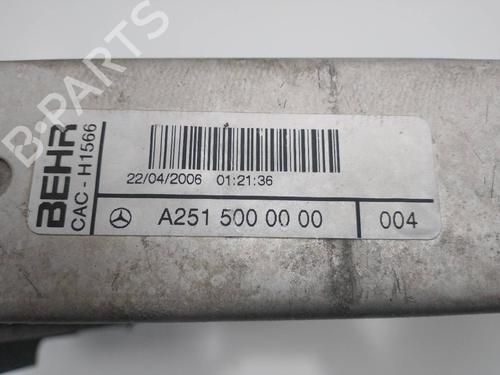 BEHR
CAC - H1566
22/04/2006 01:21:36
A251 500 00 00
004
B-PARTS